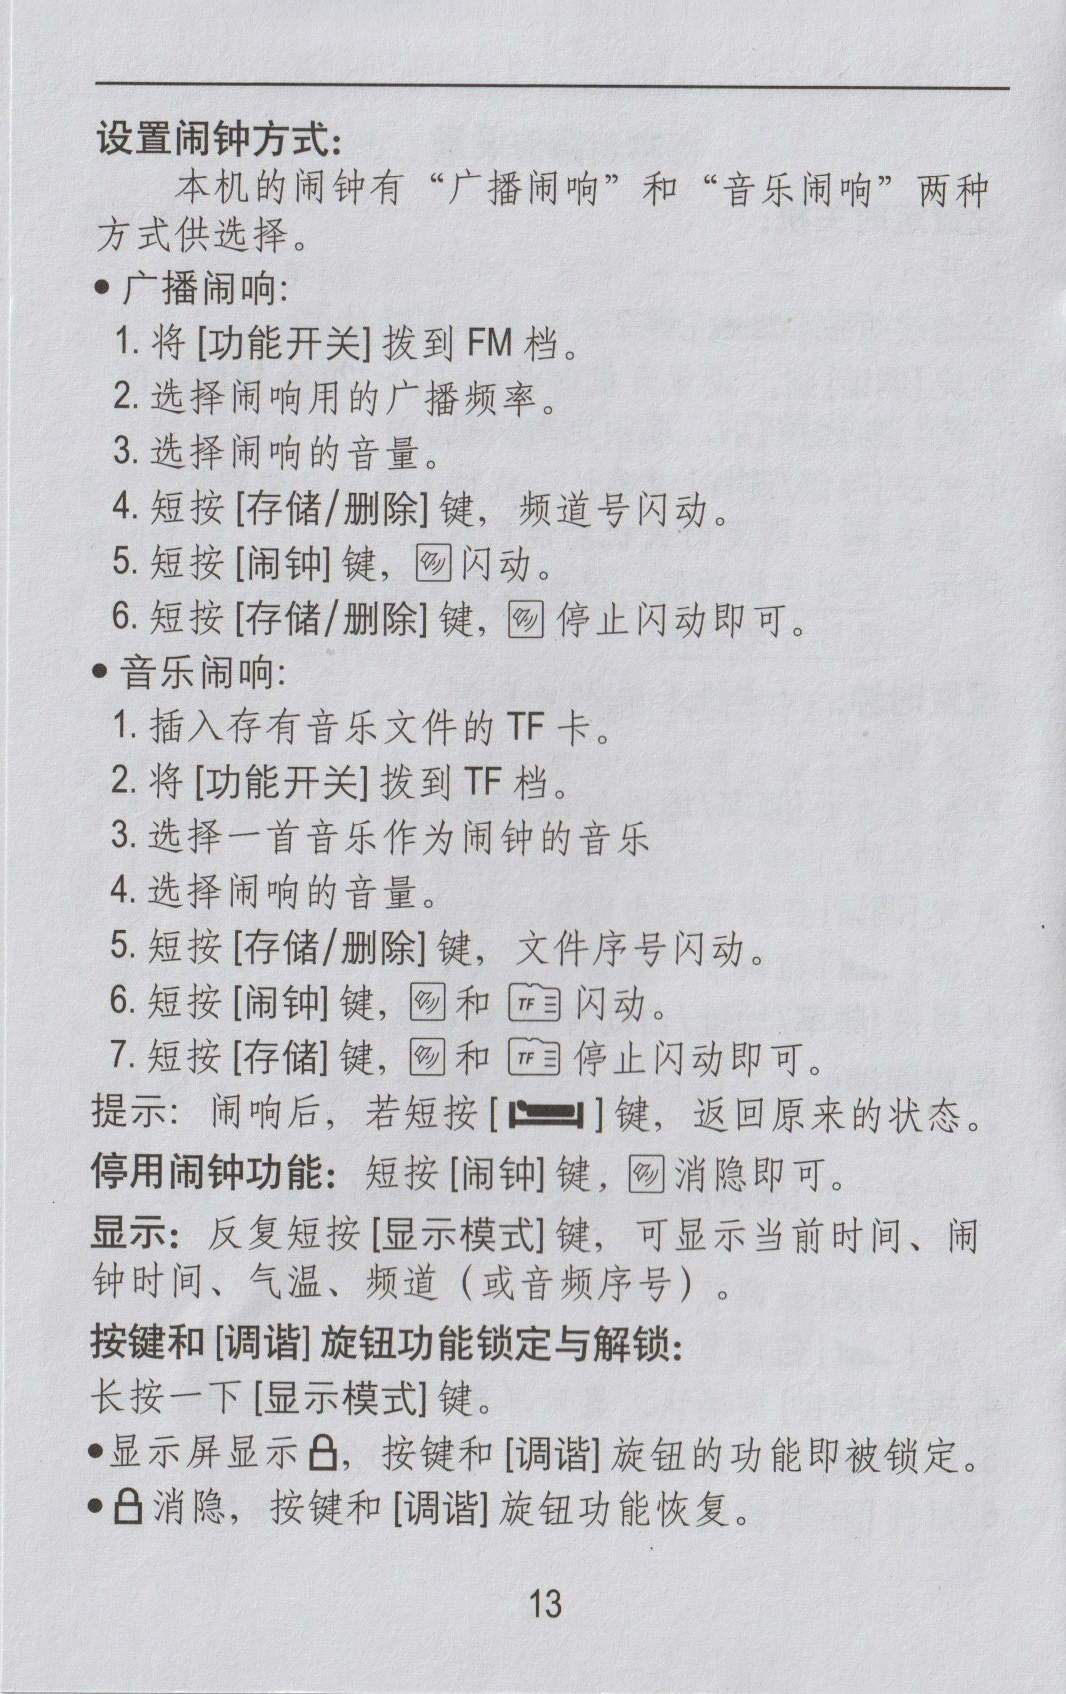 设置闹钟方式:
本机的闹钟有“广播闹响”和“音乐闹响”两种
方式供选择。
• 广播闹响:
1. 将 [功能开关] 拨到 FM 档。
2. 选择闹响用的广播频率。
3. 选择闹响的音量。
4. 短按 [存储/删除] 键，频道号闪动。
5. 短按 [闹钟] 键，闪动。
6. 短按 [存储/删除] 键，停止闪动即可。
• 音乐闹响:
1. 插入存有音乐文件的 TF 卡。
2. 将 [功能开关] 拨到 TF 档。
3. 选择一首音乐作为闹钟的音乐
4. 选择闹响的音量。
5. 短按 [存储/删除] 键，文件序号闪动。
6. 短按 [闹钟] 键，和 TF 闪动。
7. 短按 [存储] 键，和 TF 停止闪动即可。
提示: 闹响后，若短按 [ ] 键，返回原来的状态。
停用闹钟功能: 短按 [闹钟] 键，消隐即可。
显示: 反复短按 [显示模式] 键，可显示当前时间、闹
钟时间、气温、频道（或音频序号）。
按键和 [调谐] 旋钮功能锁定与解锁:
长按一下 [显示模式] 键。
•显示屏显示，按键和 [调谐] 旋钮的功能即被锁定。
•消隐，按键和 [调谐] 旋钮功能恢复。
13